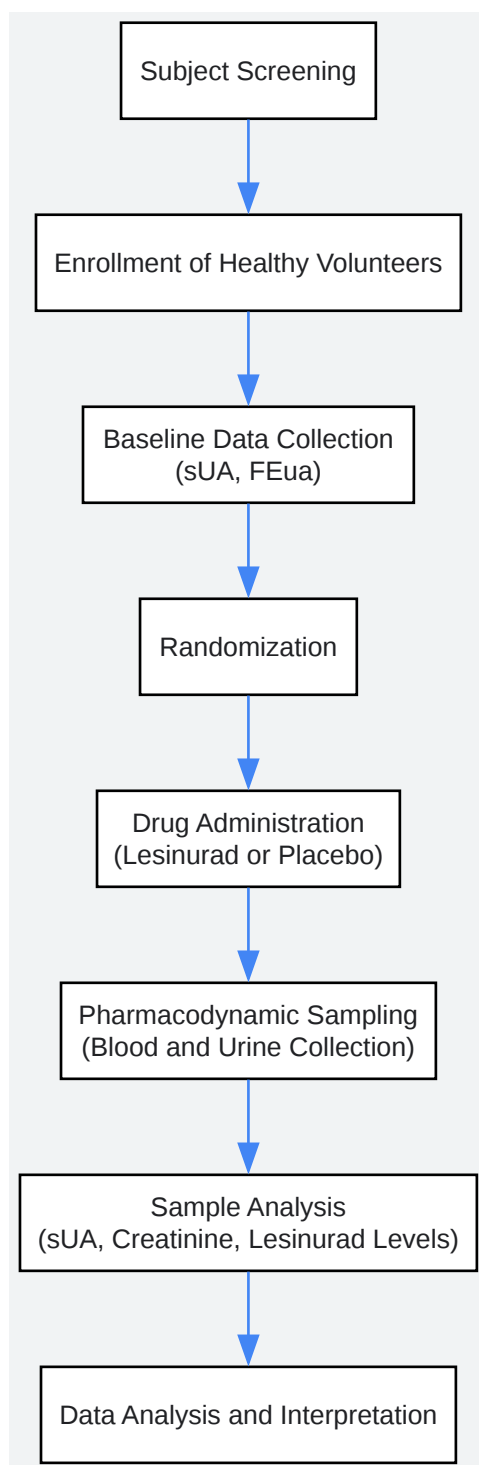 Subject Screening
Enrollment of Healthy Volunteers
Baseline Data Collection
(sUA, FEua)
Randomization
Drug Administration
(Lesinurad or Placebo)
Pharmacodynamic Sampling
(Blood and Urine Collection)
Sample Analysis
(sUA, Creatinine, Lesinurad Levels)
Data Analysis and Interpretation